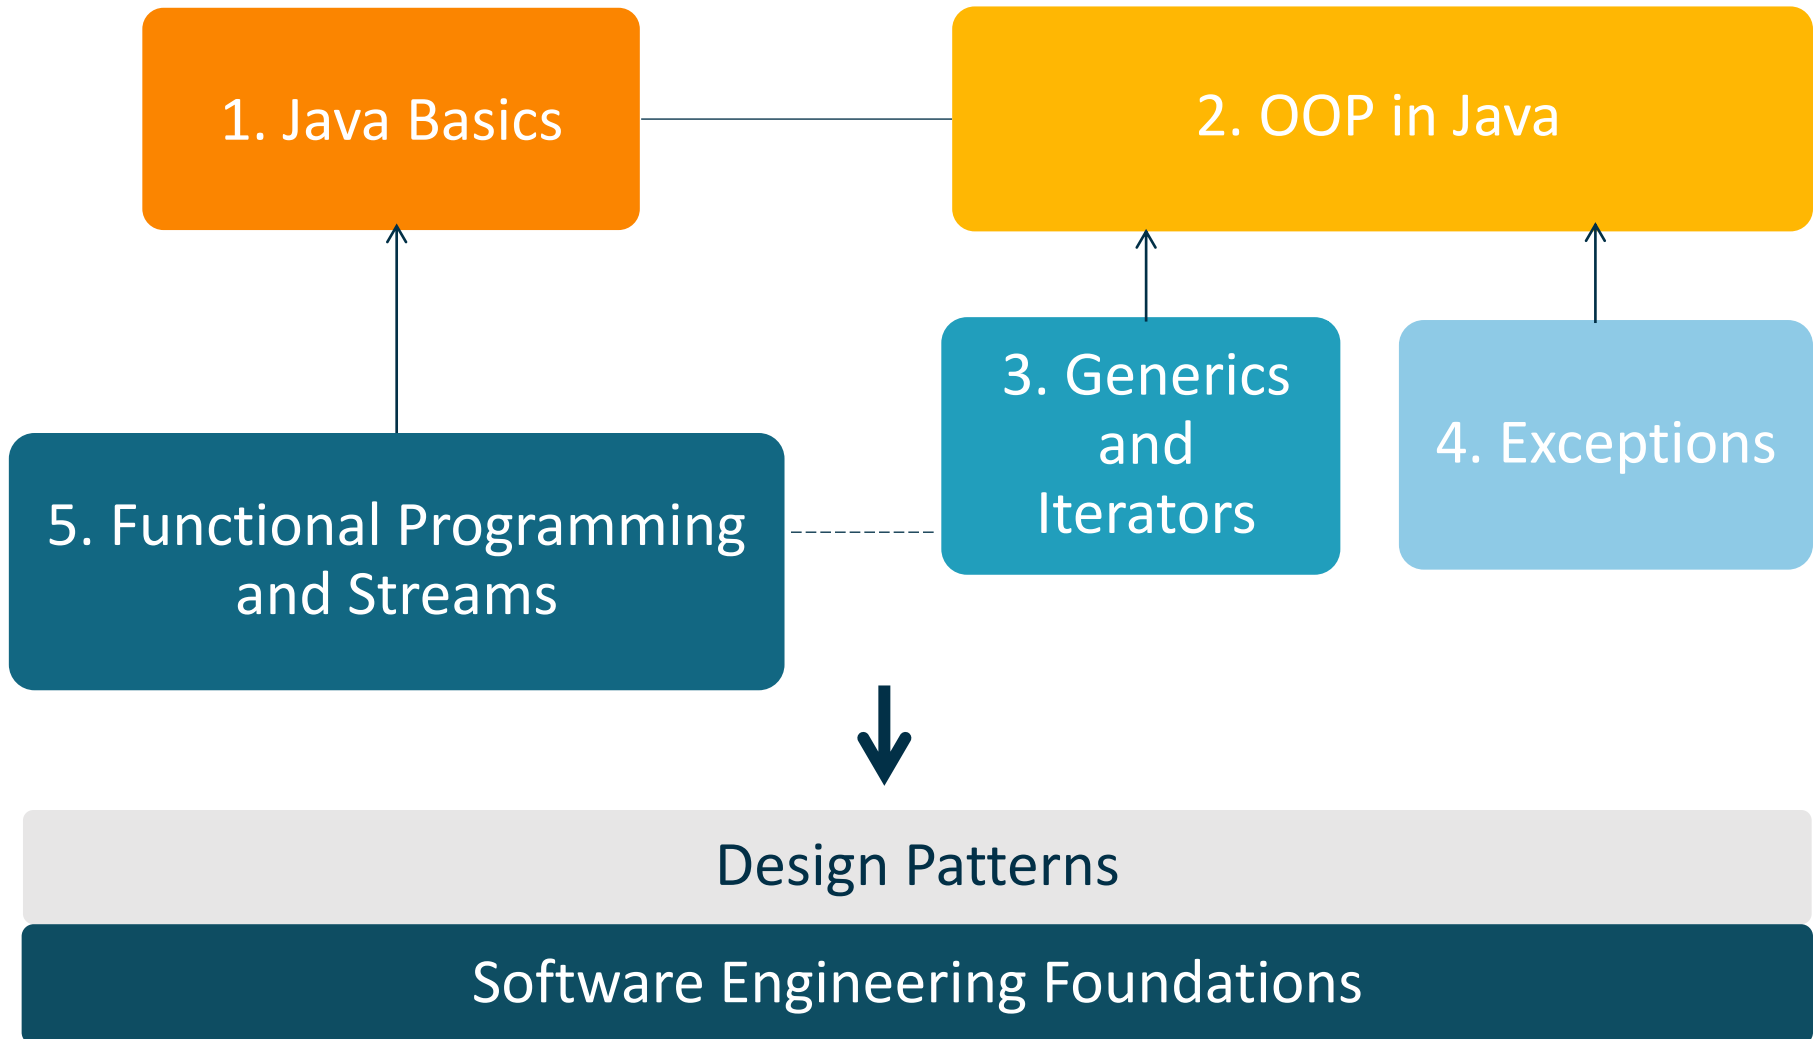 1. Java Basics
2. OOP in Java
3. Generics
and
Iterators
4. Exceptions
5. Functional Programming
and Streams
Design Patterns
Software Engineering Foundations